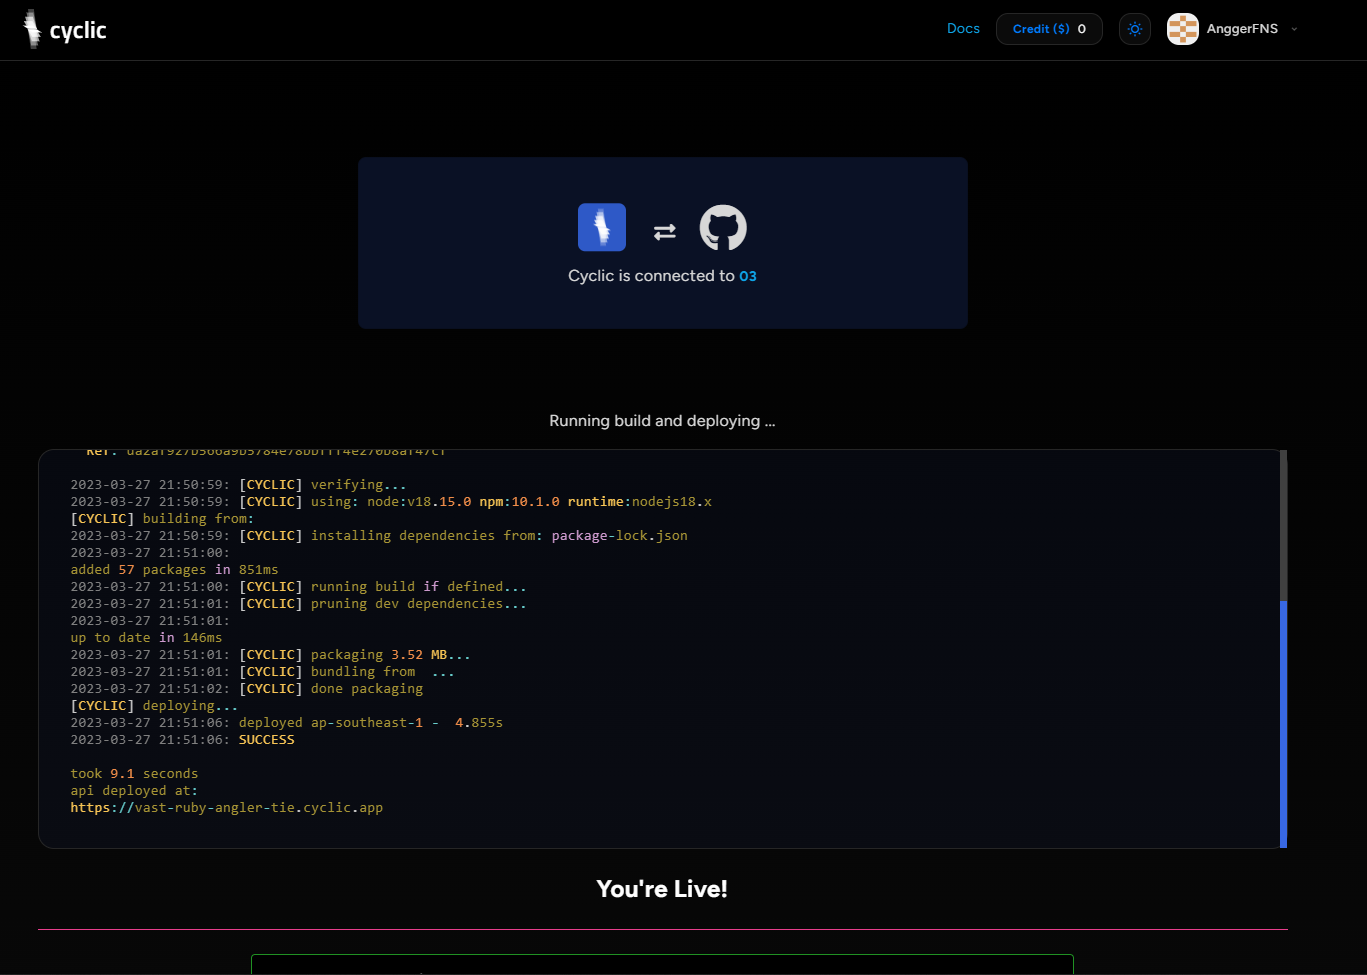 cyclic
Docs
Credit ($) 0
AnggerFNS
Cyclic is connected to 03
Running build and deploying ...
2023-03-27 21:50:59: [CYCLIC] verifying...
2023-03-27 21:50:59: [CYCLIC] using: node:v18.15.0 npm:10.1.0 runtime:nodejs18.x
[CYCLIC] building from:
2023-03-27 21:50:59: [CYCLIC] installing dependencies from: package-lock.json
2023-03-27 21:51:00:
added 57 packages in 851ms
2023-03-27 21:51:00: [CYCLIC] running build if defined...
2023-03-27 21:51:01: [CYCLIC] pruning dev dependencies...
2023-03-27 21:51:01:
up to date in 146ms
2023-03-27 21:51:01: [CYCLIC] packaging 3.52 MB...
2023-03-27 21:51:01: [CYCLIC] bundling from  ...
2023-03-27 21:51:02: [CYCLIC] done packaging
[CYCLIC] deploying...
2023-03-27 21:51:06: deployed ap-southeast-1 -  4.855s
2023-03-27 21:51:06: SUCCESS
took 9.1 seconds
api deployed at:
https://vast-ruby-angler-tie.cyclic.app
You're Live!